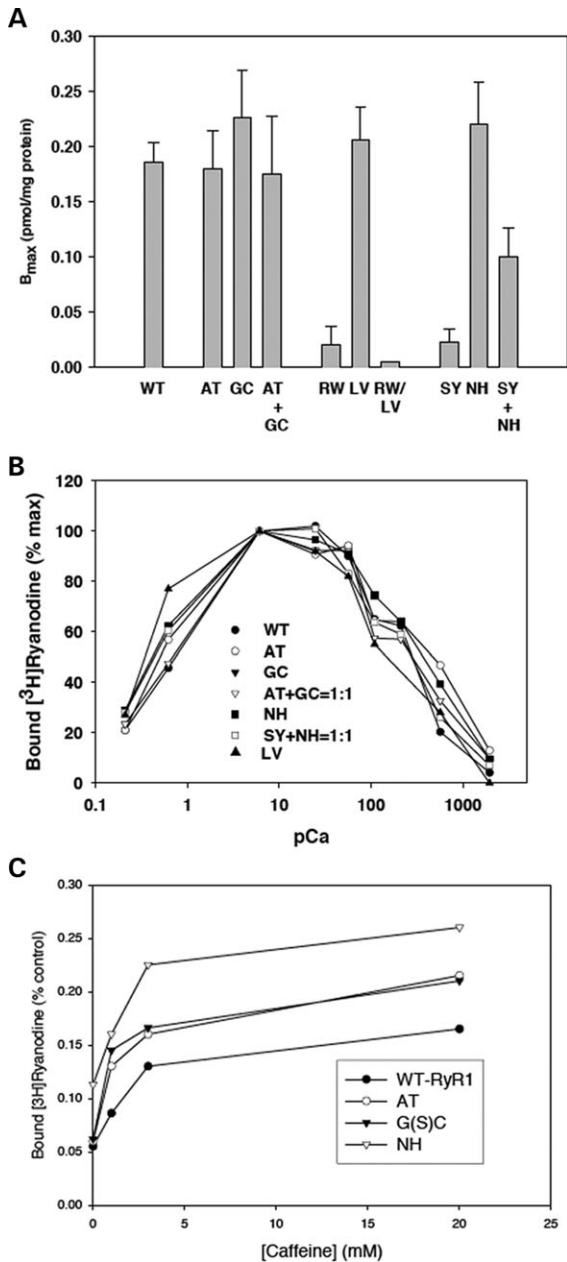 A
B_max (pmol/mg protein)
0.30
0.25
0.20
0.15
0.10
0.05
0.00
WT AT GC AT + GC RW LV RW/ LV SY NH SY + NH
B
Bound [³H]Ryanodine (% max)
120
100
80
60
40
20
0
WT
AT
GC
AT+GC=1:1
NH
SY+NH=1:1
LV
0.1 1 10 100 1000
pCa
C
Bound [3H]Ryanodine (% control)
0.30
0.25
0.20
0.15
0.10
0.05
0.00
WT-RyR1
AT
G(S)C
NH
0 5 10 15 20 25
[Caffeine] (mM)